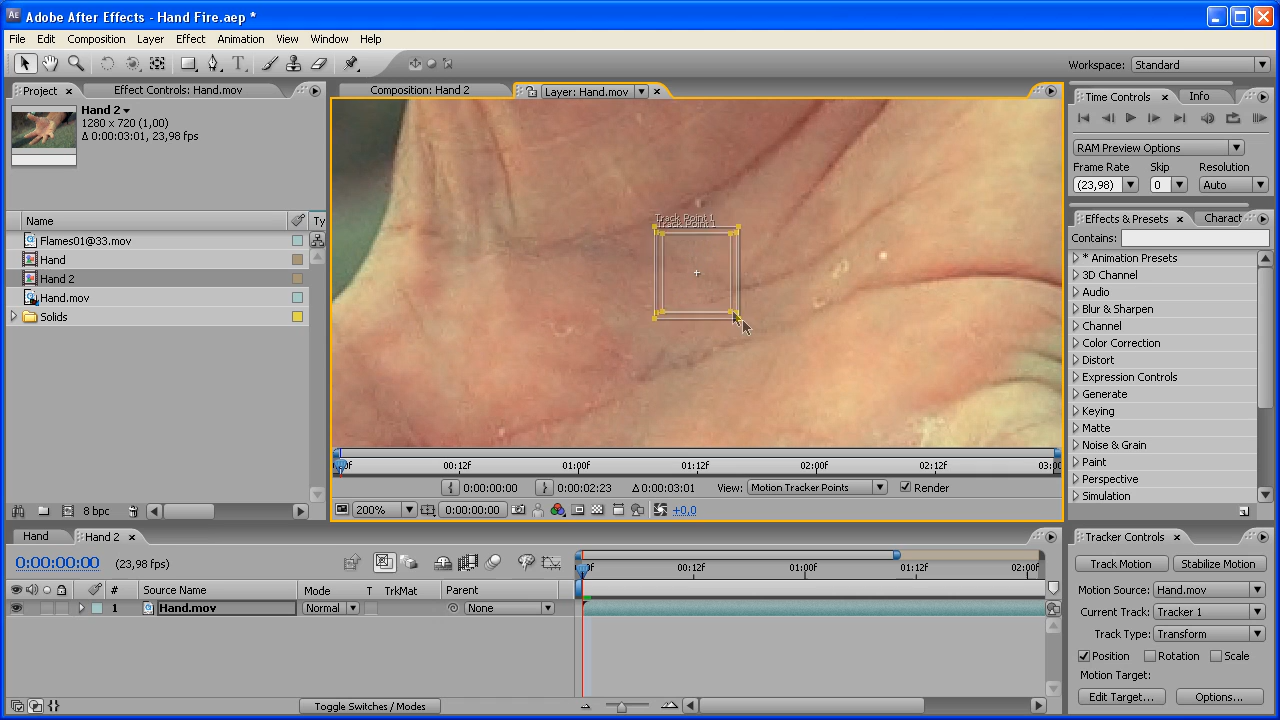 Adobe After Effects - Hand Fire.aep *
File Edit Composition Layer Effect Animation View Window Help
Workspace: Standard
Project × Effect Controls: Hand.mov
Hand 2
1280 x 720 (1,00)
Δ 0:00:03:01, 23,98 fps
Name Ty
Flames01@33.mov
Hand
Hand 2
Hand.mov
Solids
8 bpc
Composition: Hand 2 Layer: Hand.mov ×
Track Point 1
Track Point 1
00:12f 01:00f 01:12f 02:00f 02:12f 03:00
0:00:00:00 0:00:02:23 Δ 0:00:03:01 View: Motion Tracker Points Render
200% 0:00:00:00 +0,0
Time Controls × Info
RAM Preview Options
Frame Rate Skip Resolution
(23,98) 0 Auto
Effects & Presets × Charact
Contains:
* Animation Presets
3D Channel
Audio
Blur & Sharpen
Channel
Color Correction
Distort
Expression Controls
Generate
Keying
Matte
Noise & Grain
Paint
Perspective
Simulation
Hand Hand 2 ×
0:00:00:00 (23,98 fps)
00:12f 01:00f 01:12f 02:00f
# Source Name Mode T TrkMat Parent
1 Hand.mov Normal None
Toggle Switches / Modes
Tracker Controls ×
Track Motion Stabilize Motion
Motion Source: Hand.mov
Current Track: Tracker 1
Track Type: Transform
Position Rotation Scale
Motion Target:
Edit Target... Options...